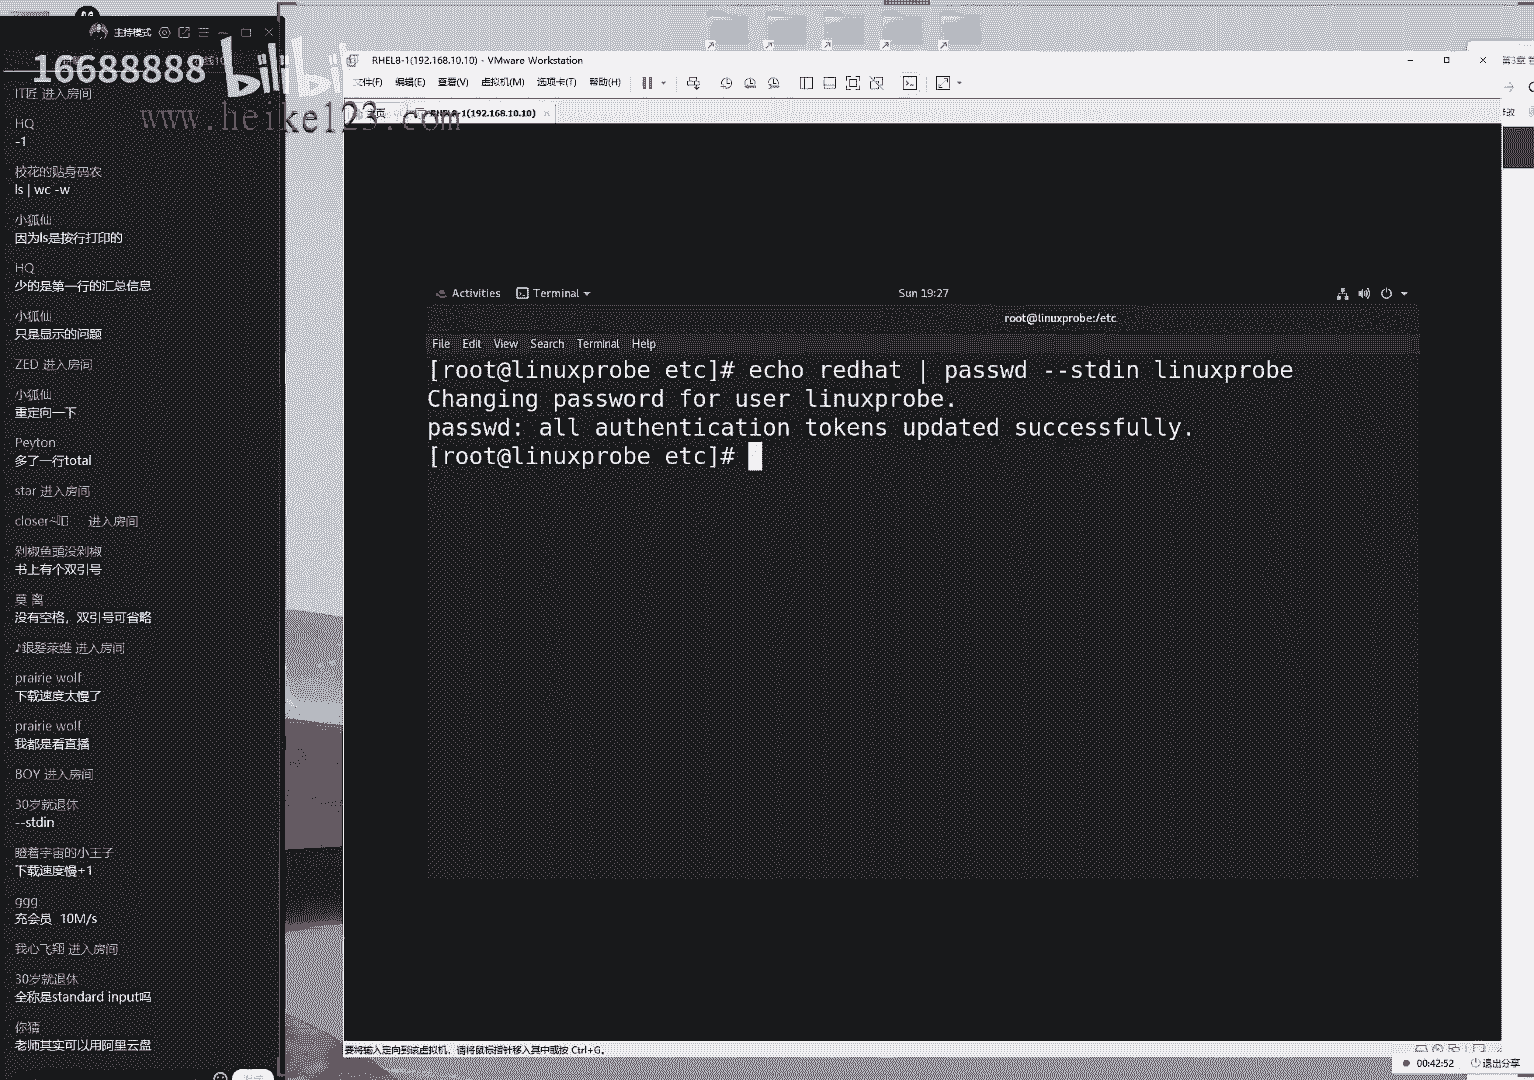 主持模式
16688888
bilibili
www.heike123.com
IT匠 进入房间
HQ
-1
校花的贴身码农
ls | wc -w
小狐仙
因为ls是按行打印的
HQ
少的是第一行的汇总信息
小狐仙
只是显示的问题
ZED 进入房间
小狐仙
重定向一下
Peyton
多了一行total
star 进入房间
进入房间
剁椒鱼頭没剁椒
书上有个双引号
莫 离
没有空格，双引号可省略
进入房间
prairie wolf
下载速度太慢了
prairie wolf
我都是看直播
BOY 进入房间
30岁就退休
--stdin
瞪着宇宙的小王子
下载速度慢+1
ggg
充会员 10M/s
我心飞翔 进入房间
30岁就退休
全称是standard input吗
你猜
老师其实可以用阿里云盘
RHEL8-1(192.168.10.10) - VMware Workstation
文件(F) 编辑(E) 查看(V) 虚拟机(M) 选项卡(T) 帮助(H)
主页 RHEL8-1(192.168.10.10)
Activities Terminal Sun 19:27
root@linuxprobe:/etc
File Edit View Search Terminal Help
[root@linuxprobe etc]# echo redhat | passwd --stdin linuxprobe
Changing password for user linuxprobe.
passwd: all authentication tokens updated successfully.
[root@linuxprobe etc]#
要将输入定向到该虚拟机，请将鼠标指针移入其中或按 Ctrl+G。
00:42:52 退出分享